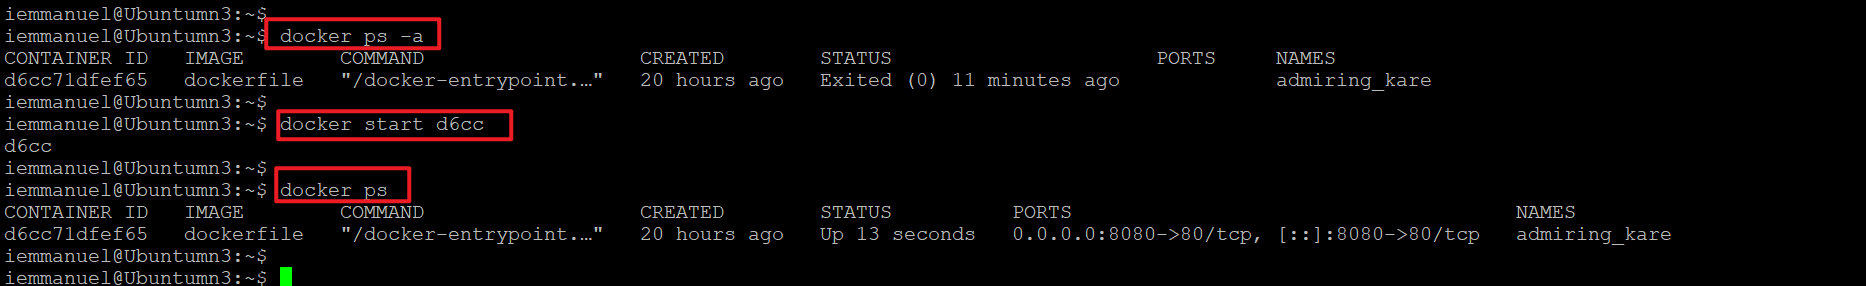 iemmanuel@Ubuntumn3:~$
iemmanuel@Ubuntumn3:~$ docker ps -a
CONTAINER ID   IMAGE        COMMAND                  CREATED        STATUS                      PORTS     NAMES
d6cc71dfef65   dockerfile   "/docker-entrypoint.…"   20 hours ago   Exited (0) 11 minutes ago             admiring_kare
iemmanuel@Ubuntumn3:~$
iemmanuel@Ubuntumn3:~$ docker start d6cc
d6cc
iemmanuel@Ubuntumn3:~$
iemmanuel@Ubuntumn3:~$ docker ps
CONTAINER ID   IMAGE        COMMAND                  CREATED        STATUS          PORTS                                     NAMES
d6cc71dfef65   dockerfile   "/docker-entrypoint.…"   20 hours ago   Up 13 seconds   0.0.0.0:8080->80/tcp, [::]:8080->80/tcp   admiring_kare
iemmanuel@Ubuntumn3:~$
iemmanuel@Ubuntumn3:~$